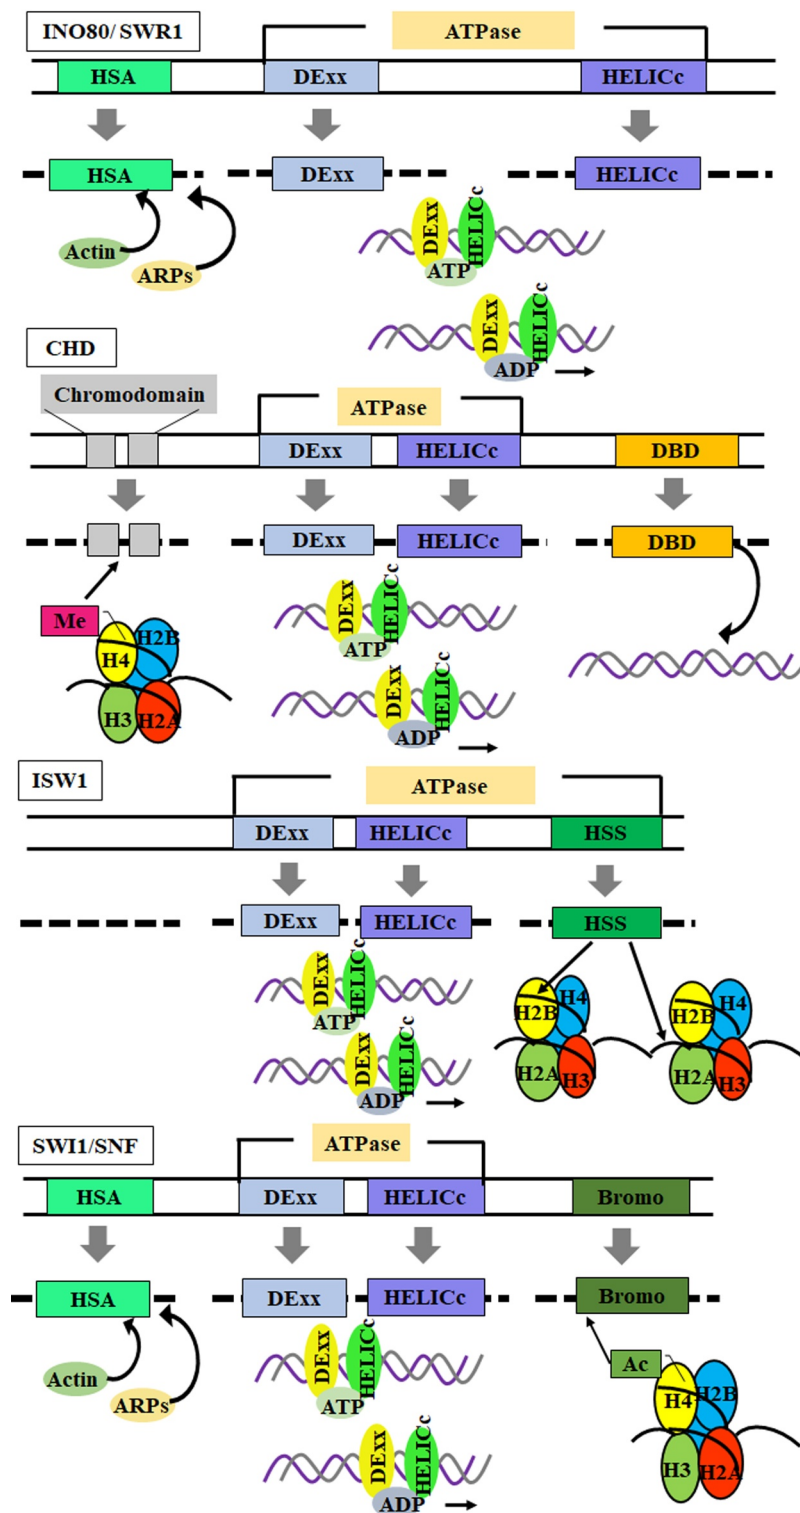 INO80/ SWR1
ATPase
HSA
DExx
HELICc
HSA
DExx
HELICc
Actin
ARPs
DExx
HELICc
ATP
DExx
HELICc
ADP
CHD
Chromodomain
ATPase
DExx
HELICc
DBD
DExx
HELICc
DBD
Me
H4
H2B
H3
H2A
DExx
HELICc
ATP
DExx
HELICc
ADP
ISW1
ATPase
DExx
HELICc
HSS
DExx
HELICc
HSS
DExx
HELICc
ATP
DExx
HELICc
ADP
H2B
H4
H2A
H3
H2B
H4
H2A
H3
SWI1/SNF
ATPase
HSA
DExx
HELICc
Bromo
HSA
DExx
HELICc
Bromo
Actin
ARPs
DExx
HELICc
ATP
DExx
HELICc
ADP
Ac
H4
H2B
H3
H2A